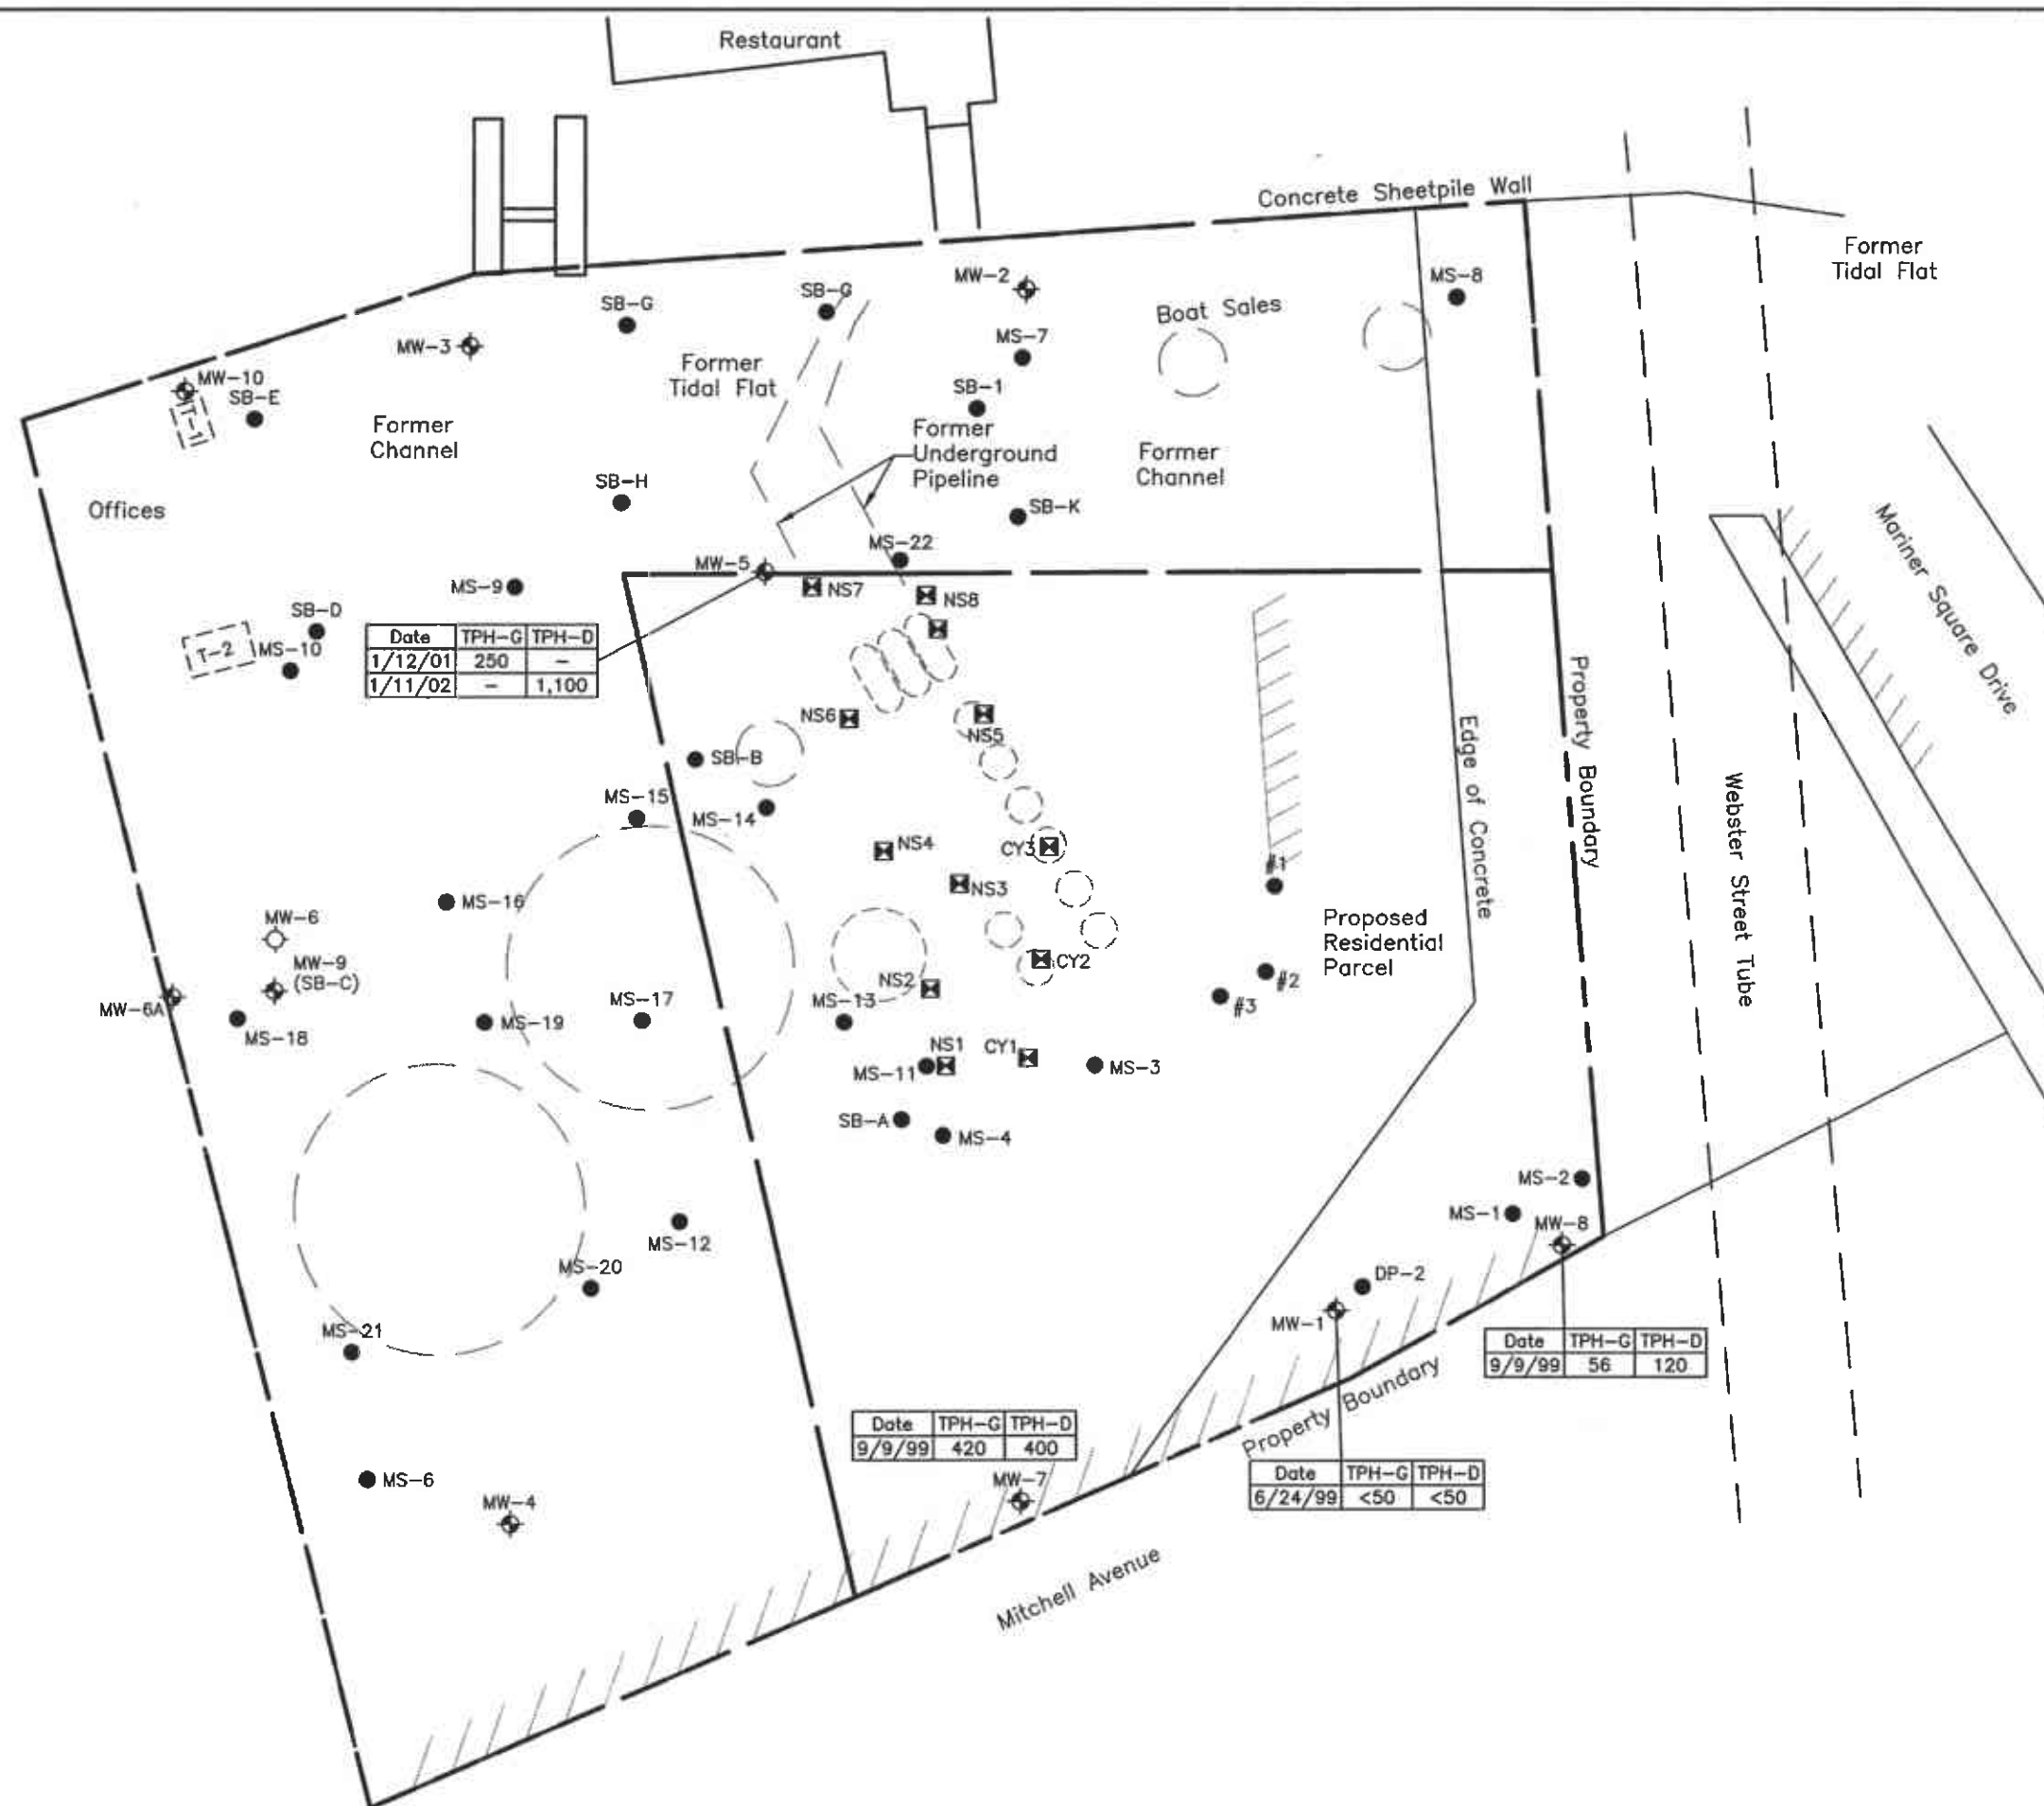 Restaurant
Concrete Sheetpile Wall
Former
Tidal Flat
MW-2
MS-8
SB-G
SB-G
Boat Sales
MW-3
MS-7
Former
Tidal Flat
MW-10
SB-E
T-1
SB-1
Former
Channel
Former
Underground
Pipeline
Former
Channel
Offices
SB-H
SB-K
Mariner Square Drive
MS-22
MW-5
MS-9
NS7
NS8
SB-D
T-2
MS-10
Date TPH-G TPH-D
1/12/01 250 -
1/11/02 - 1,100
NS6
NS5
Property Boundary
Edge of Concrete
SB-B
Webster Street Tube
MS-15
MS-14
NS4
CY3
NS3
#1
MS-16
MW-6
Proposed
Residential
Parcel
MW-9
(SB-C)
CY2
NS2
#2
#3
MW-6A
MS-17
MS-13
MS-18
MS-19
NS1
CY1
MS-11
MS-3
SB-A
MS-4
MS-2
MS-1
MW-8
MS-12
MS-20
DP-2
MW-1
MS-21
Date TPH-G TPH-D
9/9/99 56 120
Property Boundary
Date TPH-G TPH-D
9/9/99 420 400
MS-6
MW-7
Date TPH-G TPH-D
6/24/99 <50 <50
MW-4
Mitchell Avenue